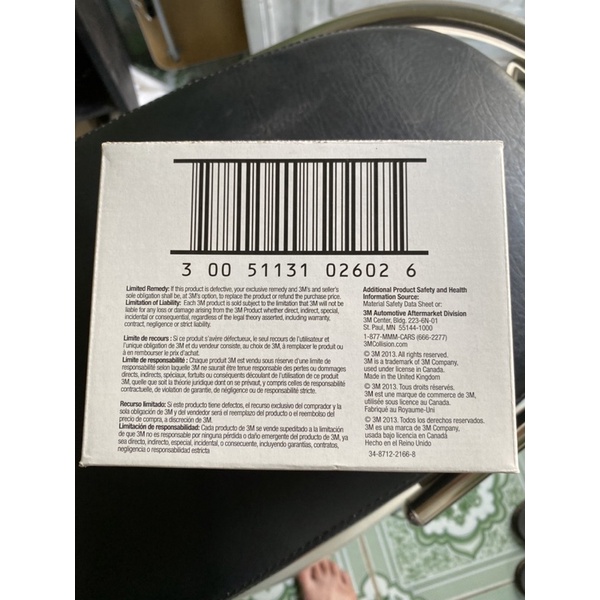 3 00 51131 02602 6
Limited Remedy: If this product is defective, your exclusive remedy and 3M's and seller's
sole obligation shall be, at 3M's option, to replace the product or refund the purchase price.
Limitation of Liability: Each 3M product is sold subject to the limitation that 3M will not be
liable for any loss or damage arising from the 3M Product whether direct, indirect, special,
incidental or consequential, regardless of the legal theory asserted, including warranty,
contract, negligence or strict liability.
Limite de recours : Si ce produit s'avère défectueux, le seul recours de l'utilisateur et
l'unique obligation de 3M et du vendeur consiste, au choix de 3M, à remplacer le produit ou
à en rembourser le prix d'achat.
Limite de responsabilité : Chaque produit 3M est vendu sous réserve d'une limite de
responsabilité selon laquelle 3M ne saurait être tenue responsable des pertes ou dommages
directs, indirects, spéciaux, fortuits ou conséquents découlant de l'utilisation de ce produit
3M, quelle que soit la théorie juridique dont on se prévaut, y compris celles de responsabilité
contractuelle, de violation de garantie, de négligence ou de responsabilité stricte.
Recurso limitado: Si este producto tiene defectos, el recurso exclusivo del comprador y la
sola obligación de 3M y del vendedor será el reemplazo del producto o el reembolso del
precio de compra, a discreción de 3M.
Limitación de responsabilidad: Cada producto de 3M se vende supeditado a la limitación
de que 3M no es responsable por ninguna pérdida o daño emergente del producto de 3M, ya
sea directo, indirecto, especial, incidental, o consecuente, incluyendo garantías, contratos,
negligencia o responsabilidad estricta
Additional Product Safety and Health
Information Source:
Material Safety Data Sheet or:
3M Automotive Aftermarket Division
3M Center, Bldg. 223-6N-01
St. Paul, MN 55144-1000
1-877-MMM-CARS (666-2277)
3MCollision.com
© 3M 2013. All rights reserved.
3M is a trademark of 3M Company,
used under license in Canada.
Made in the United Kingdom
© 3M 2013. Tous droits réservés.
3M est une marque de commerce de 3M,
utilisée sous licence au Canada.
Fabriqué au Royaume-Uni
© 3M 2013. Todos los derechos reservados.
3M es una marca de 3M Company,
usada bajo licencia en Canadá
Hecho en el Reino Unido
34-8712-2166-8